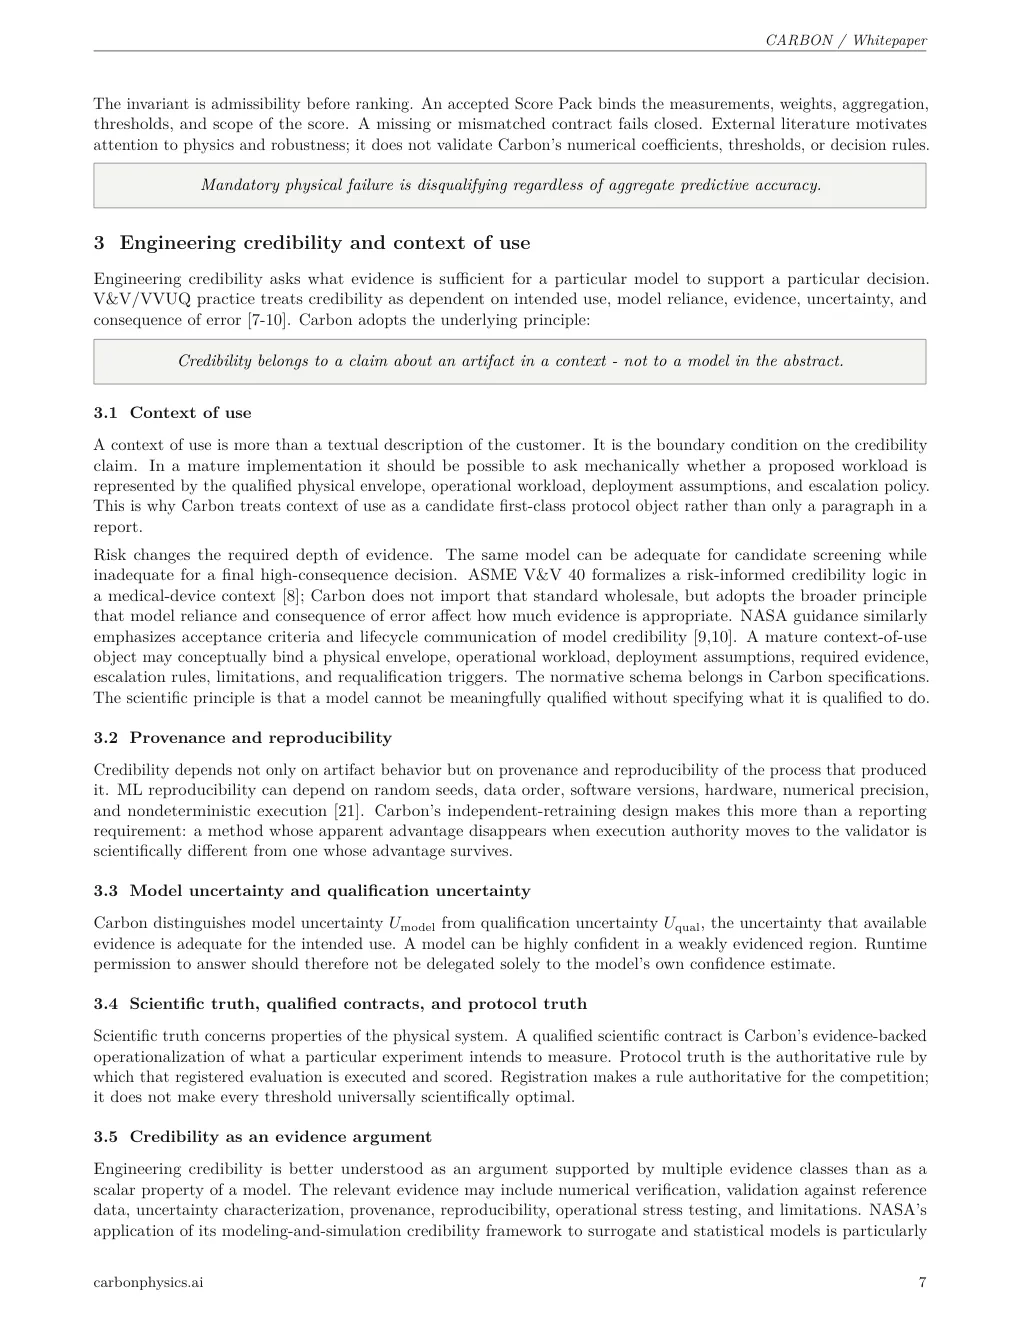 CARBON / Whitepaper
The invariant is admissibility before ranking. An accepted Score Pack binds the measurements, weights, aggregation,
thresholds, and scope of the score. A missing or mismatched contract fails closed. External literature motivates
attention to physics and robustness; it does not validate Carbon's numerical coefficients, thresholds, or decision rules.
Mandatory physical failure is disqualifying regardless of aggregate predictive accuracy.
3 Engineering credibility and context of use
Engineering credibility asks what evidence is sufficient for a particular model to support a particular decision.
V&V/VVUQ practice treats credibility as dependent on intended use, model reliance, evidence, uncertainty, and
consequence of error [7-10]. Carbon adopts the underlying principle:
Credibility belongs to a claim about an artifact in a context - not to a model in the abstract.
3.1 Context of use
A context of use is more than a textual description of the customer. It is the boundary condition on the credibility
claim. In a mature implementation it should be possible to ask mechanically whether a proposed workload is
represented by the qualified physical envelope, operational workload, deployment assumptions, and escalation policy.
This is why Carbon treats context of use as a candidate first-class protocol object rather than only a paragraph in a
report.
Risk changes the required depth of evidence. The same model can be adequate for candidate screening while
inadequate for a final high-consequence decision. ASME V&V 40 formalizes a risk-informed credibility logic in
a medical-device context [8]; Carbon does not import that standard wholesale, but adopts the broader principle
that model reliance and consequence of error affect how much evidence is appropriate. NASA guidance similarly
emphasizes acceptance criteria and lifecycle communication of model credibility [9,10]. A mature context-of-use
object may conceptually bind a physical envelope, operational workload, deployment assumptions, required evidence,
escalation rules, limitations, and requalification triggers. The normative schema belongs in Carbon specifications.
The scientific principle is that a model cannot be meaningfully qualified without specifying what it is qualified to do.
3.2 Provenance and reproducibility
Credibility depends not only on artifact behavior but on provenance and reproducibility of the process that produced
it. ML reproducibility can depend on random seeds, data order, software versions, hardware, numerical precision,
and nondeterministic execution [21]. Carbon's independent-retraining design makes this more than a reporting
requirement: a method whose apparent advantage disappears when execution authority moves to the validator is
scientifically different from one whose advantage survives.
3.3 Model uncertainty and qualification uncertainty
Carbon distinguishes model uncertainty Umodel from qualification uncertainty Uqual, the uncertainty that available
evidence is adequate for the intended use. A model can be highly confident in a weakly evidenced region. Runtime
permission to answer should therefore not be delegated solely to the model's own confidence estimate.
3.4 Scientific truth, qualified contracts, and protocol truth
Scientific truth concerns properties of the physical system. A qualified scientific contract is Carbon's evidence-backed
operationalization of what a particular experiment intends to measure. Protocol truth is the authoritative rule by
which that registered evaluation is executed and scored. Registration makes a rule authoritative for the competition;
it does not make every threshold universally scientifically optimal.
3.5 Credibility as an evidence argument
Engineering credibility is better understood as an argument supported by multiple evidence classes than as a
scalar property of a model. The relevant evidence may include numerical verification, validation against reference
data, uncertainty characterization, provenance, reproducibility, operational stress testing, and limitations. NASA's
application of its modeling-and-simulation credibility framework to surrogate and statistical models is particularly
carbonphysics.ai
7